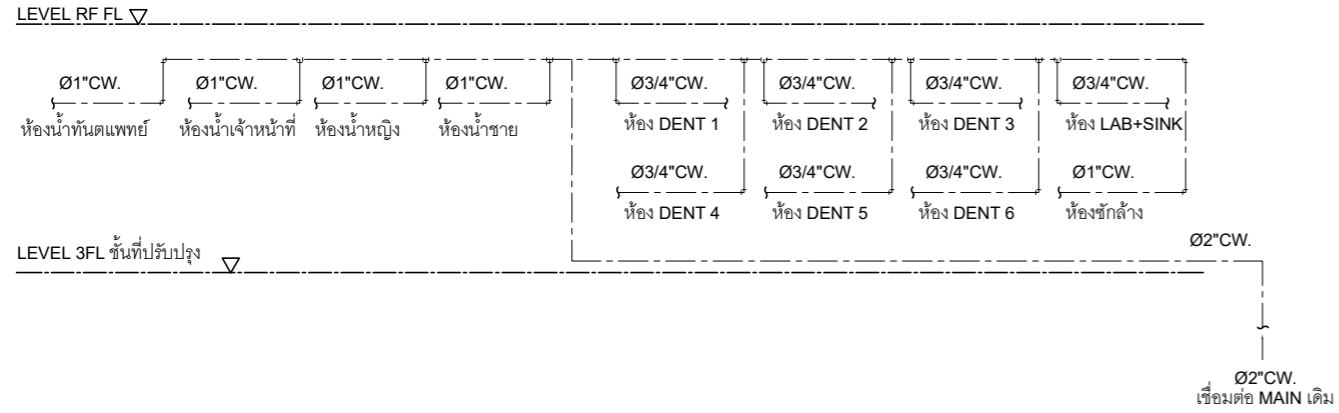 LEVEL RF FL
Ø1"CW. Ø1"CW. Ø1"CW. Ø1"CW. Ø3/4"CW. Ø3/4"CW. Ø3/4"CW. Ø3/4"CW.
ห้องน้ำทันตแพทย์ ห้องน้ำเจ้าหน้าที่ ห้องน้ำหญิง ห้องน้ำชาย ห้อง DENT 1 ห้อง DENT 2 ห้อง DENT 3 ห้อง LAB+SINK
Ø3/4"CW. Ø3/4"CW. Ø3/4"CW. Ø1"CW.
ห้อง DENT 4 ห้อง DENT 5 ห้อง DENT 6 ห้องซักล้าง
Ø2"CW.
LEVEL 3FL ชั้นที่ปรับปรุง
Ø2"CW.
เชื่อมต่อ MAIN เดิม